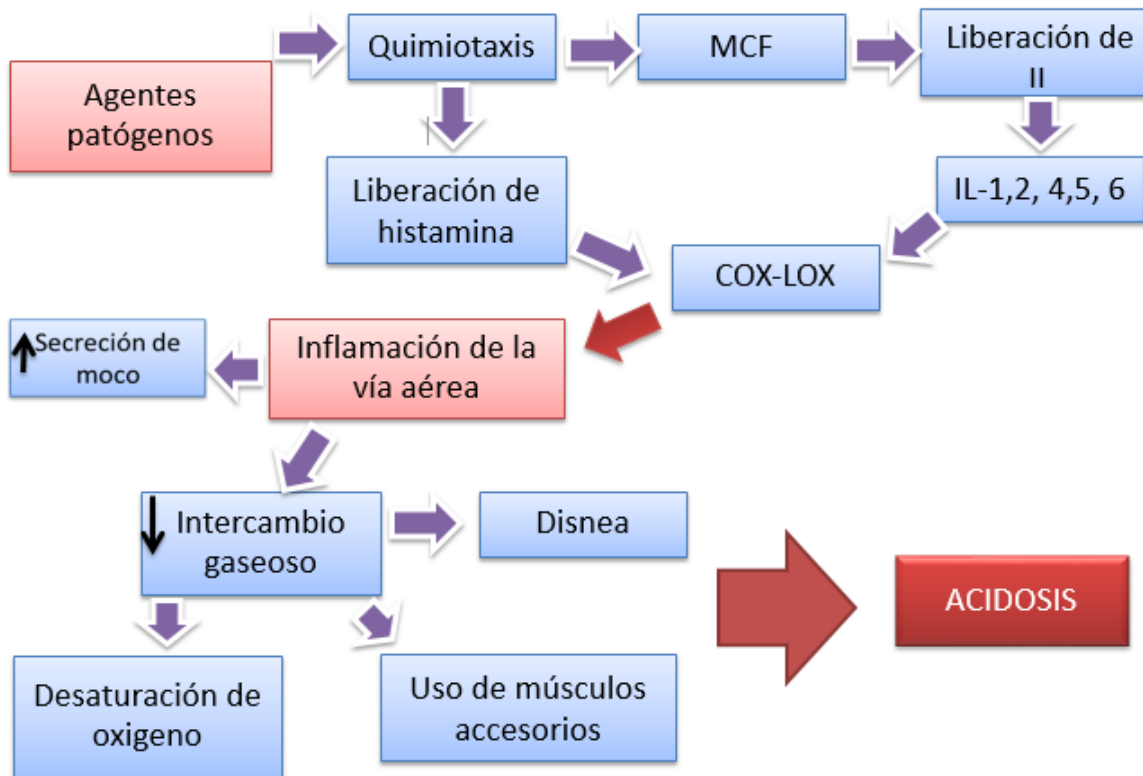 Agentes
patógenos
Quimiotaxis
MCF
Liberación de
II
Liberación de
histamina
IL-1,2, 4,5, 6
COX-LOX
Secreción de
moco
Inflamación de la
vía aérea
Intercambio
gaseoso
Disnea
ACIDOSIS
Desaturación de
oxigeno
Uso de músculos
accesorios